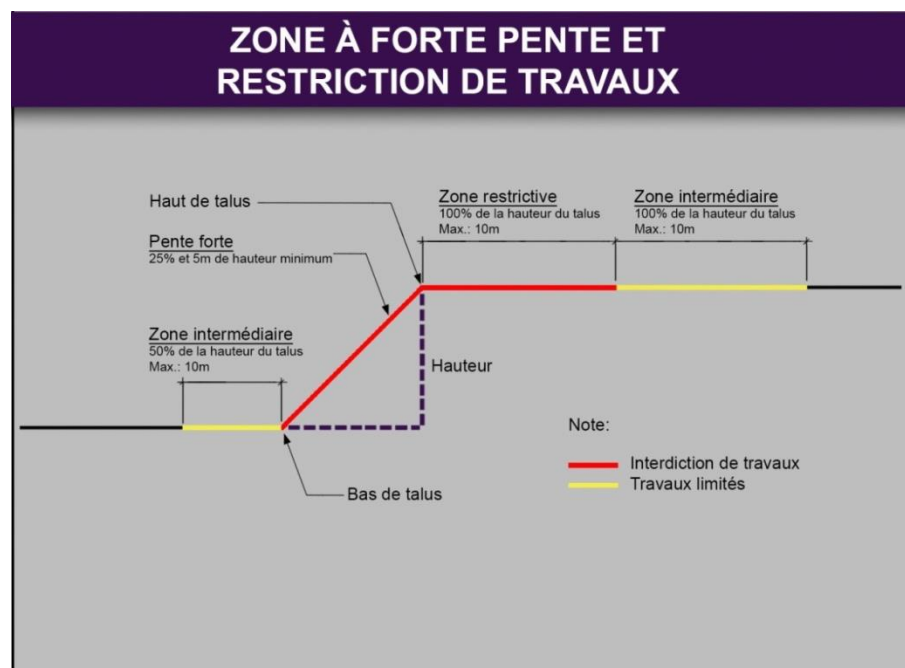 ZONE À FORTE PENTE ET
RESTRICTION DE TRAVAUX
Haut de talus
Zone restrictive
100% de la hauteur du talus
Max.: 10m
Zone intermédiaire
100% de la hauteur du talus
Max.: 10m
Pente forte
25% et 5m de hauteur minimum
Zone intermédiaire
50% de la hauteur du talus
Max.: 10m
Hauteur
Bas de talus
Note:
Interdiction de travaux
Travaux limités